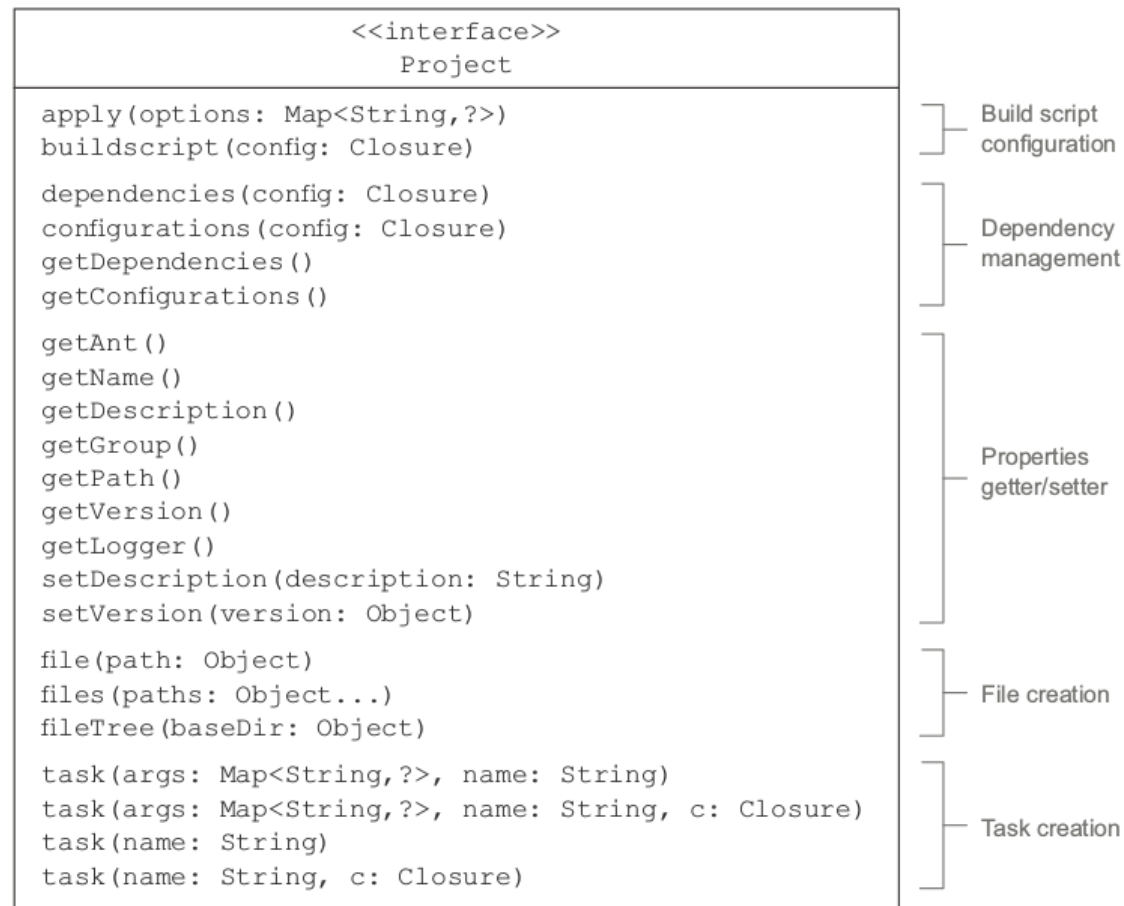 <<interface>>
Project
apply(options: Map<String,?>)
buildscript(config: Closure)
Build script
configuration
dependencies(config: Closure)
configurations(config: Closure)
getDependencies()
getConfigurations()
Dependency
management
getAnt()
getName()
getDescription()
getGroup()
getPath()
getVersion()
getLogger()
setDescription(description: String)
setVersion(version: Object)
Properties
getter/setter
file(path: Object)
files(paths: Object...)
fileTree(baseDir: Object)
File creation
task(args: Map<String,?>, name: String)
task(args: Map<String,?>, name: String, c: Closure)
task(name: String)
task(name: String, c: Closure)
Task creation